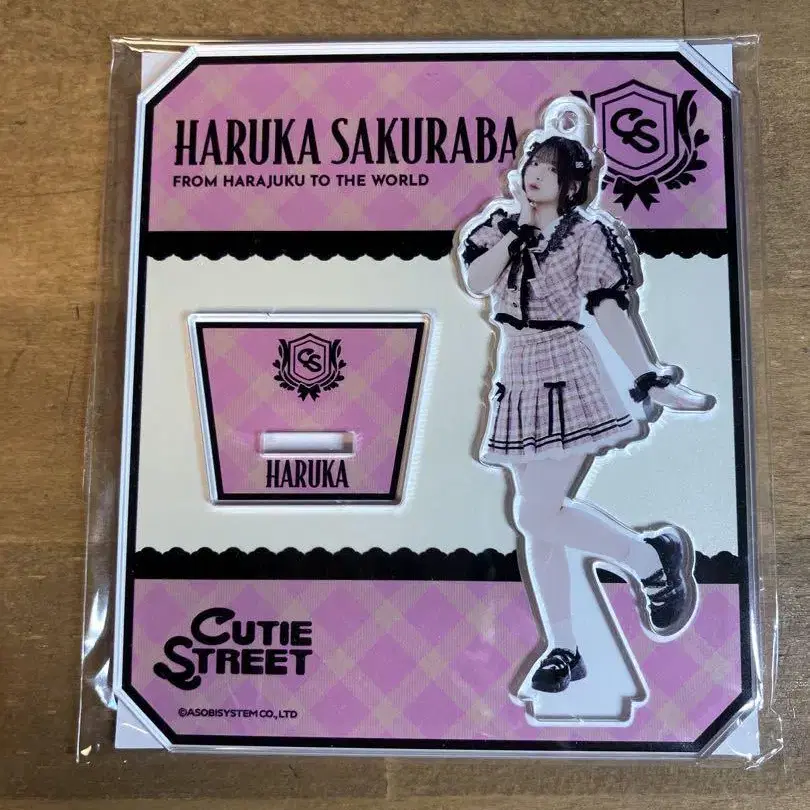 HARUKA SAKURABA
FROM HARAJUKU TO THE WORLD
CS
CS
HARUKA
CUTIE
STREET
©ASOBISYSTEM CO., LTD